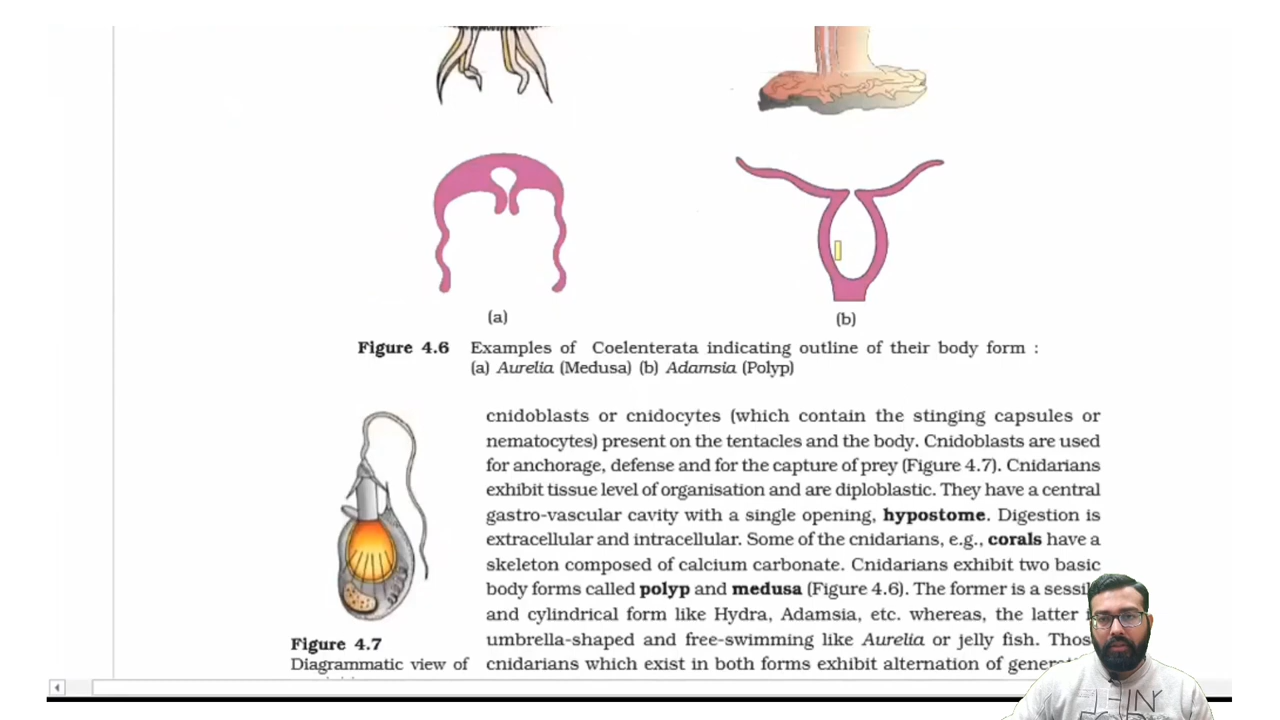 (a)
(b)
Figure 4.6 Examples of Coelenterata indicating outline of their body form :
(a) Aurelia (Medusa) (b) Adamsia (Polyp)
cnidoblasts or cnidocytes (which contain the stinging capsules or
nematocytes) present on the tentacles and the body. Cnidoblasts are used
for anchorage, defense and for the capture of prey (Figure 4.7). Cnidarians
exhibit tissue level of organisation and are diploblastic. They have a central
gastro-vascular cavity with a single opening, hypostome. Digestion is
extracellular and intracellular. Some of the cnidarians, e.g., corals have a
skeleton composed of calcium carbonate. Cnidarians exhibit two basic
body forms called polyp and medusa (Figure 4.6). The former is a
and cylindrical form like Hydra, Adamsia, etc. whereas, the latter
umbrella-shaped and free-swimming like Aurelia or jelly fish.
cnidarians which exist in both forms exhibit alternation of
Figure 4.7
Diagrammatic view of